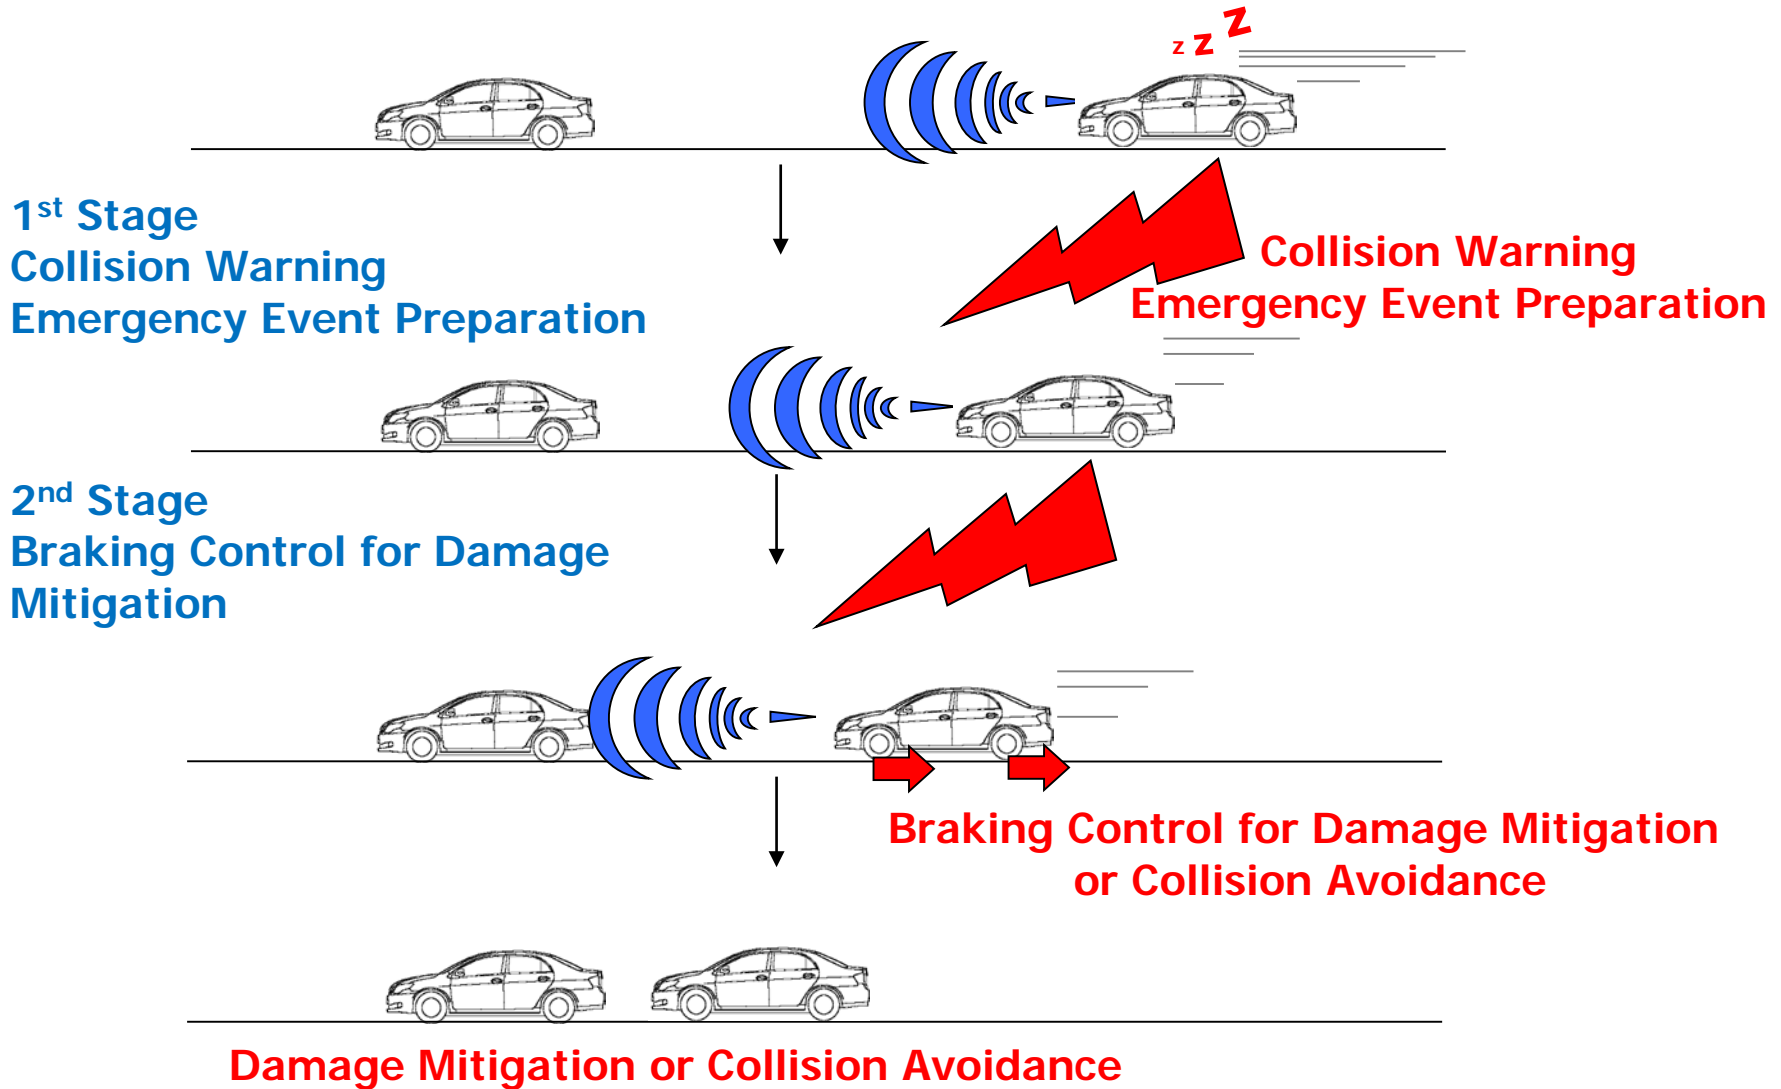 z z z
1st Stage
Collision Warning
Emergency Event Preparation
Collision Warning
Emergency Event Preparation
2nd Stage
Braking Control for Damage
Mitigation
Braking Control for Damage Mitigation
or Collision Avoidance
Damage Mitigation or Collision Avoidance